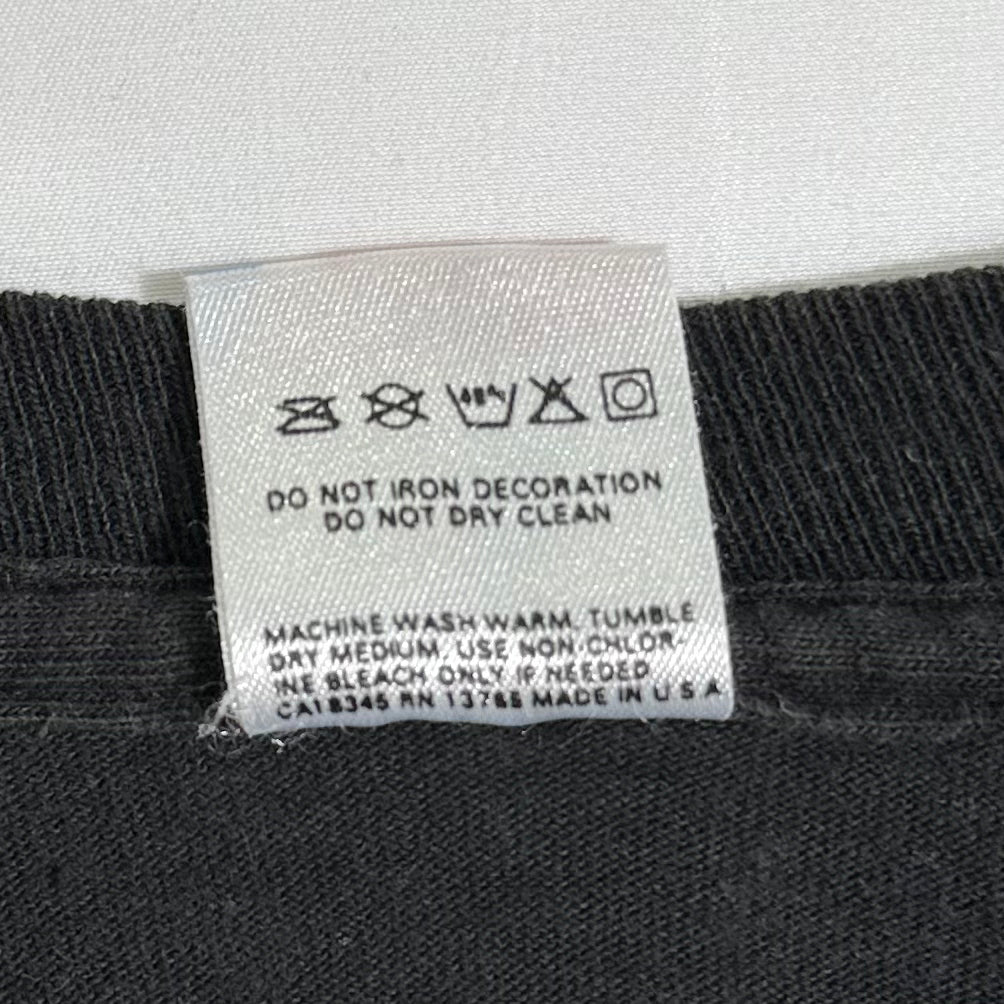 DO NOT IRON DECORATION
DO NOT DRY CLEAN
MACHINE WASH WARM. TUMBLE
DRY MEDIUM. USE NON-CHLOR-
INE BLEACH ONLY IF NEEDED
CA18345 RN 13765 MADE IN U S A